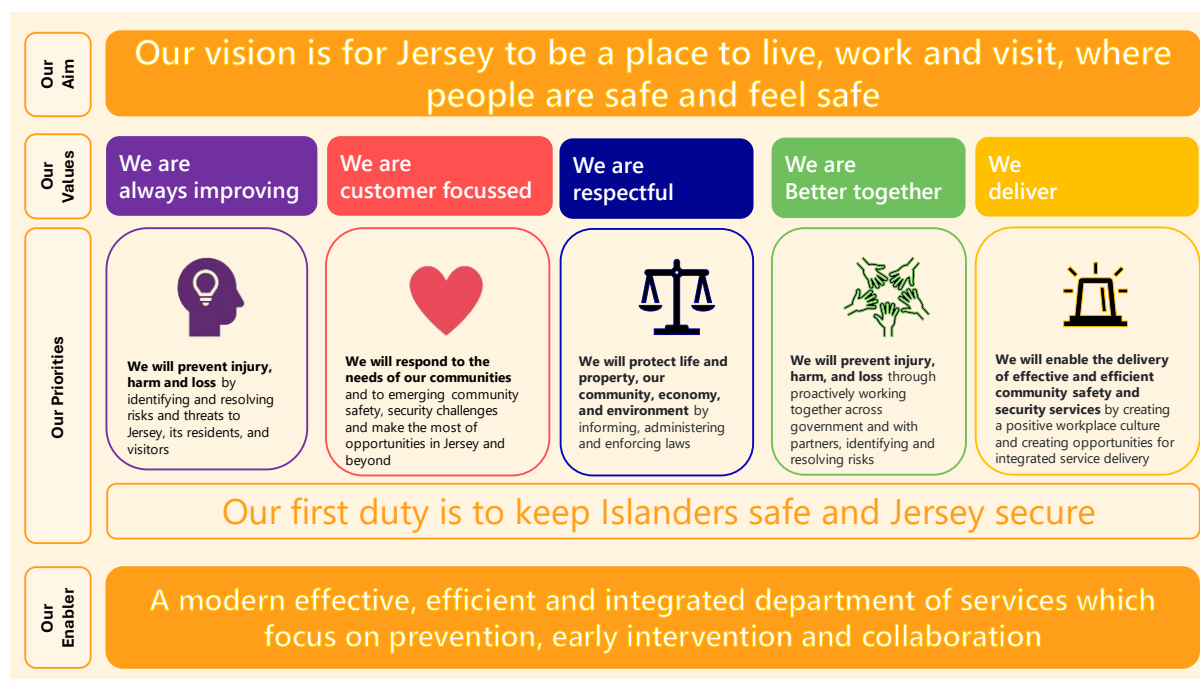 Our
Aim
Our vision is for Jersey to be a place to live, work and visit, where
people are safe and feel safe
Our
Values
We are
always improving
We are
customer focussed
We are
respectful
We are
Better together
We
deliver
Our Priorities
We will prevent injury,
harm and loss by
identifying and resolving
risks and threats to
Jersey, its residents, and
visitors
We will respond to the
needs of our communities
and to emerging community
safety, security challenges
and make the most of
opportunities in Jersey and
beyond
We will protect life and
property, our
community, economy,
and environment by
informing, administering
and enforcing laws
We will prevent injury,
harm, and loss through
proactively working
together across
government and with
partners, identifying and
resolving risks
We will enable the delivery
of effective and efficient
community safety and
security services by creating
a positive workplace culture
and creating opportunities for
integrated service delivery
Our first duty is to keep Islanders safe and Jersey secure
Our
Enabler
A modern effective, efficient and integrated department of services which
focus on prevention, early intervention and collaboration